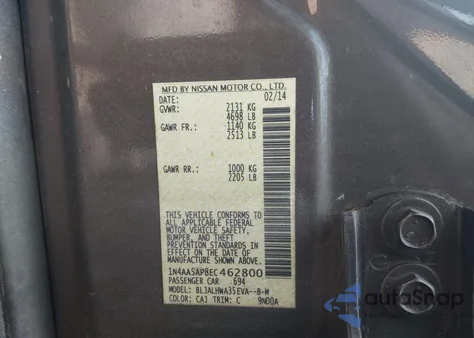 MFD BY NISSAN MOTOR CO., LTD.
DATE: 02/14
GVWR: 2131 KG
4698 LB
GAWR FR.: 1140 KG
2513 LB
GAWR RR.: 1000 KG
2205 LB
THIS VEHICLE CONFORMS TO
ALL APPLICABLE FEDERAL
MOTOR VEHICLE SAFETY,
BUMPER, AND THEFT
PREVENTION STANDARDS IN
EFFECT ON THE DATE OF
MANUFACTURE SHOWN ABOVE.
1N4AA5AP8EC462800
PASSENGER CAR 694
MODEL: BLJALHWA35EVA--B-M
COLOR: CAJ TRIM: C 9NDOA
autoSnap